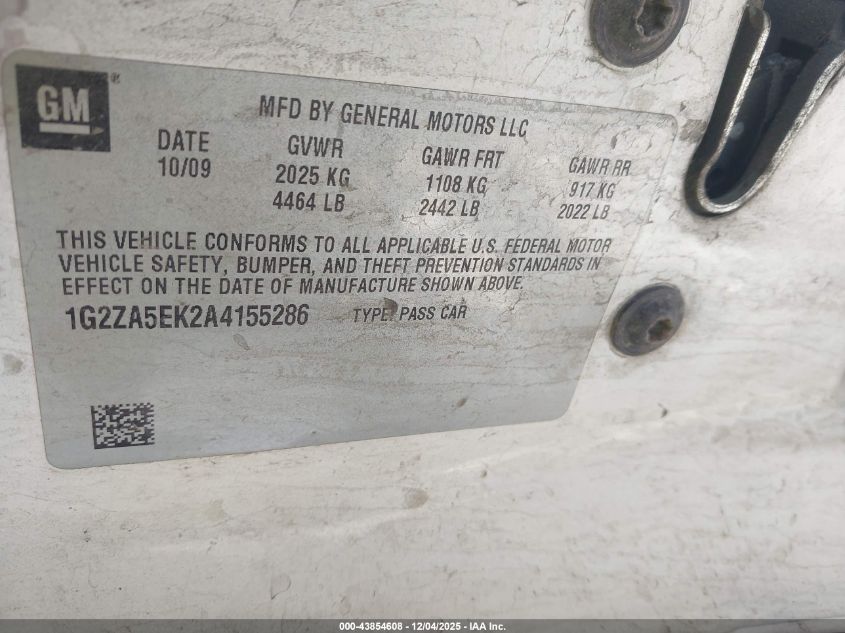 GM®
MFD BY GENERAL MOTORS LLC
DATE GVWR GAWR FRT GAWR RR
10/09 2025 KG 1108 KG 917 KG
4464 LB 2442 LB 2022 LB
THIS VEHICLE CONFORMS TO ALL APPLICABLE U.S. FEDERAL MOTOR
VEHICLE SAFETY, BUMPER, AND THEFT PREVENTION STANDARDS IN
EFFECT ON THE DATE OF MANUFACTURE SHOWN ABOVE.
1G2ZA5EK2A4155286 TYPE: PASS CAR
000-43854608 - 12/04/2025 - IAA Inc.